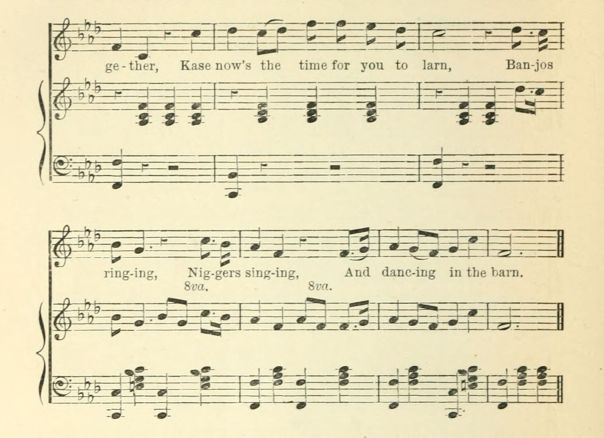 ge-ther, Kase now's the time for you to larn, Ban-jos
ring-ing, Nig-gers sing-ing, And danc-ing in the barn.
8va. 8va.